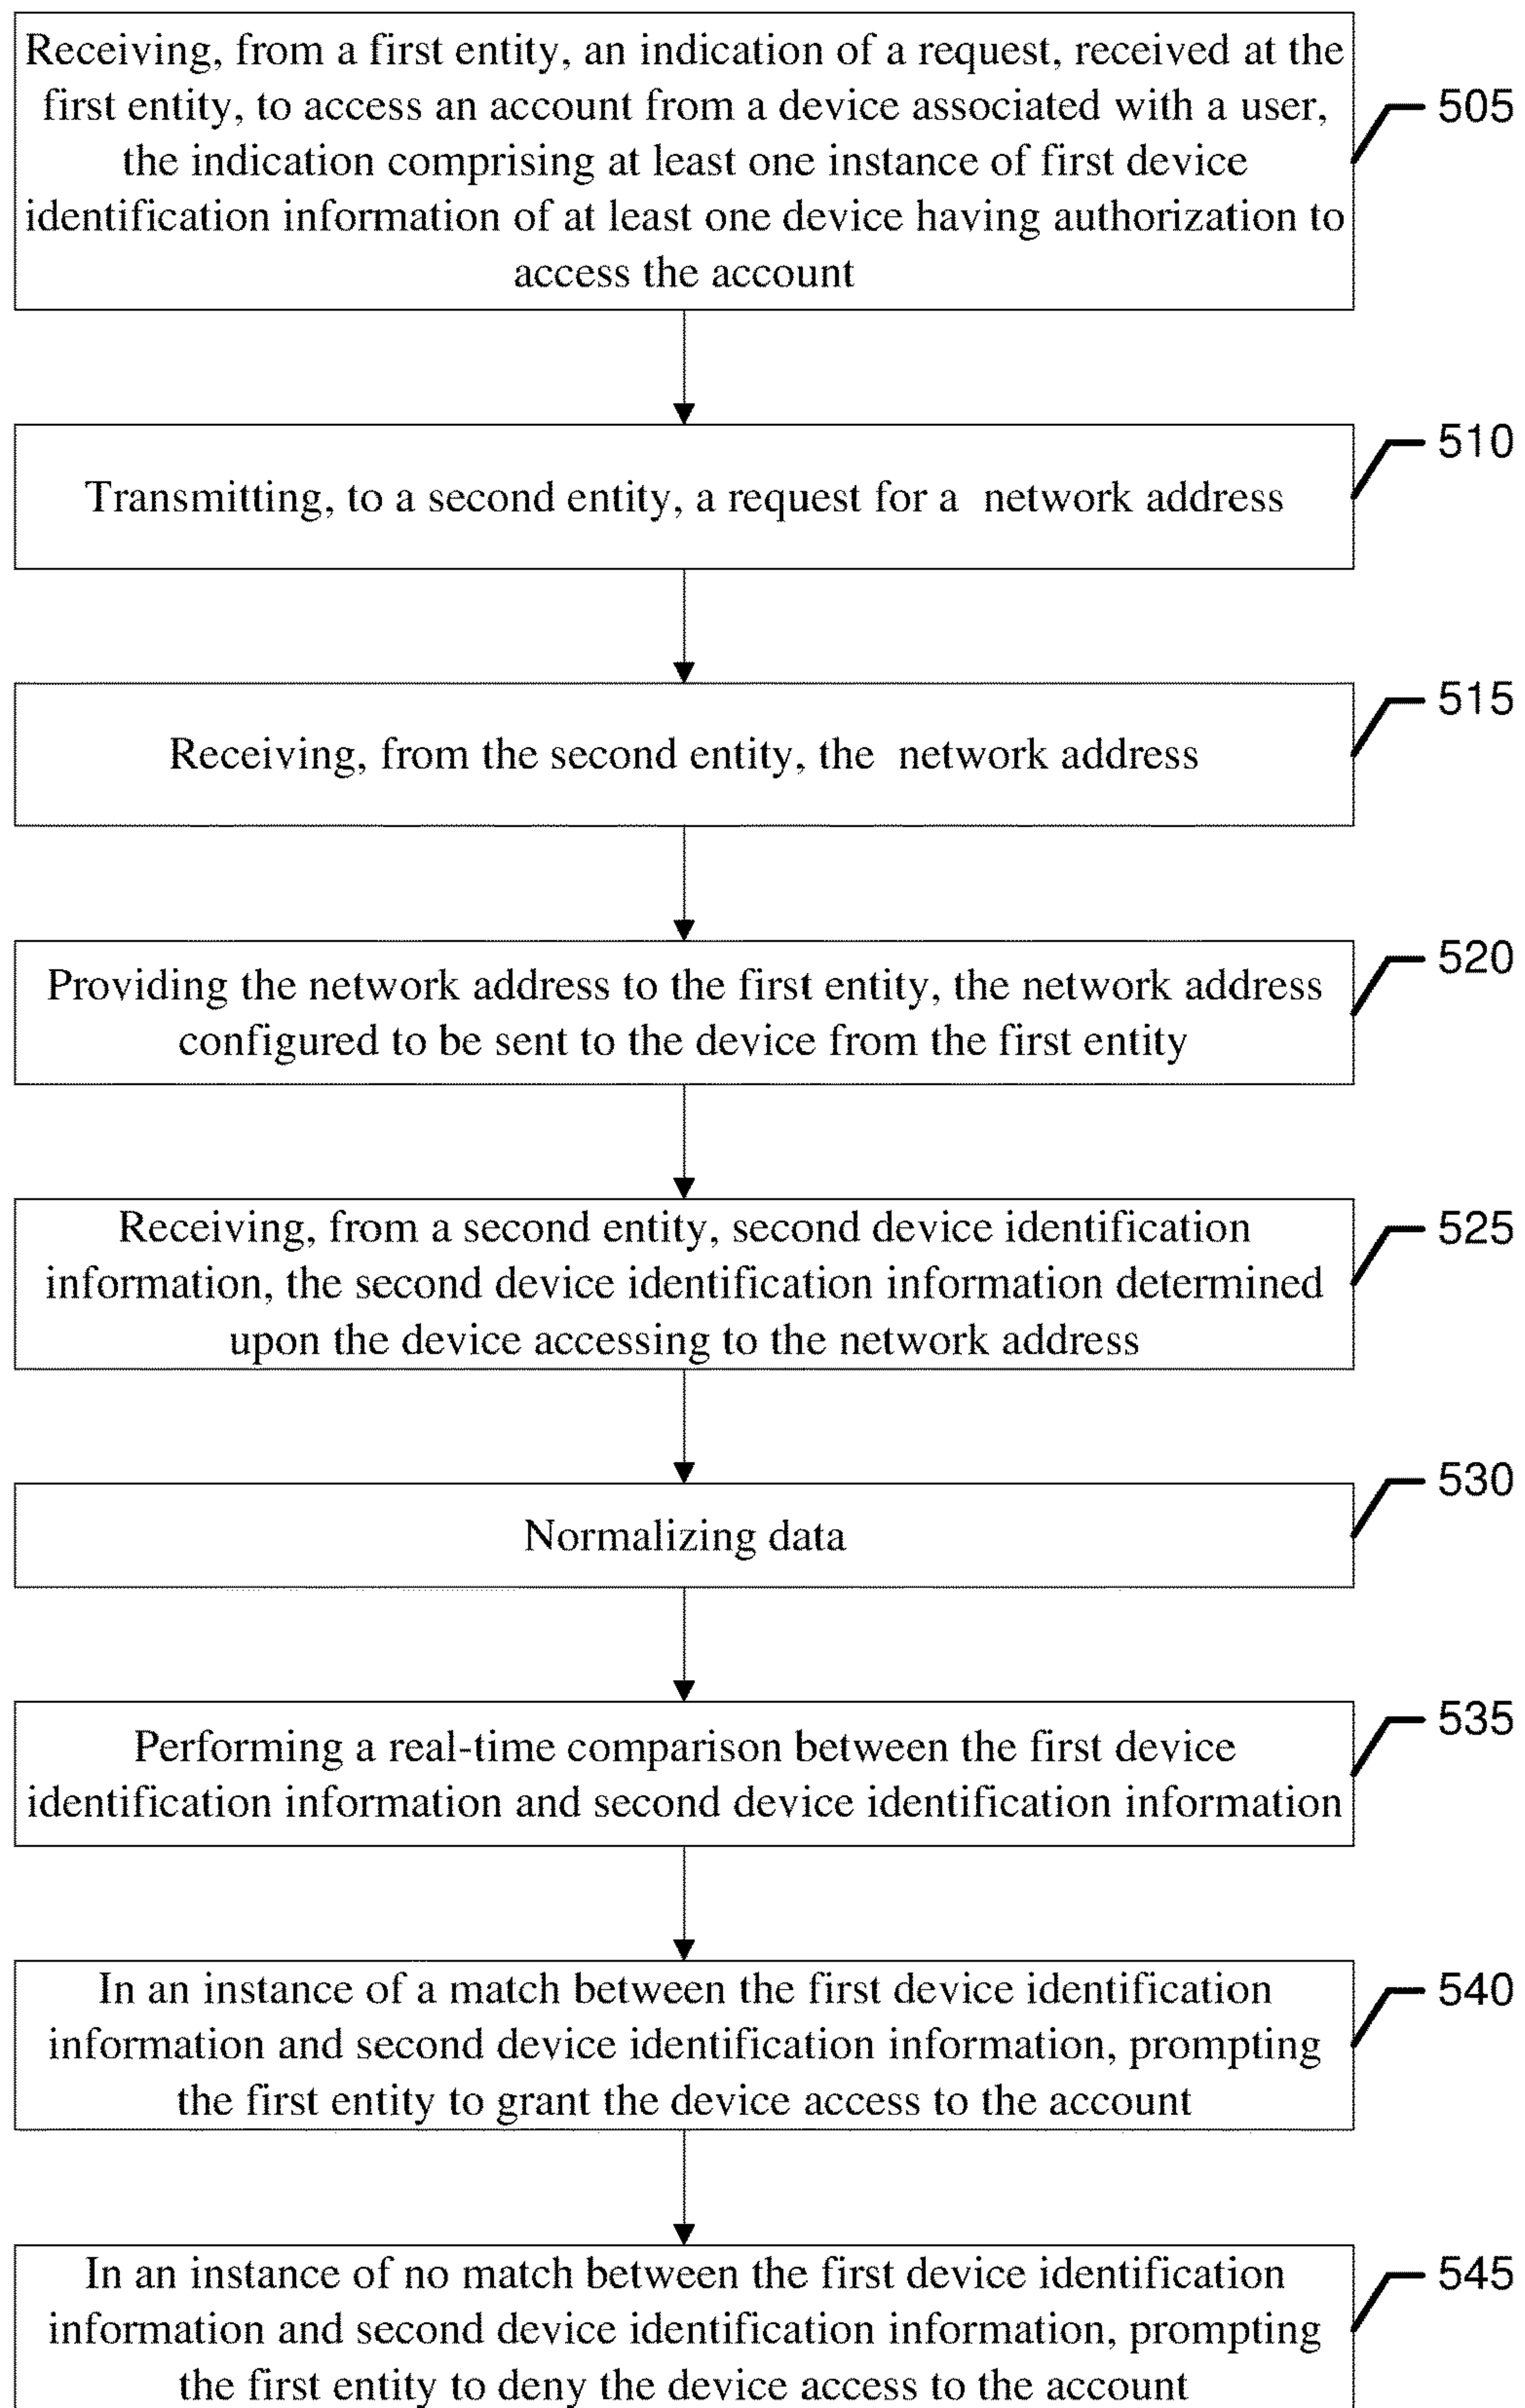 Receiving, from a first entity, an indication of a request, received at the
first entity, to access an account from a device associated with a user,
the indication comprising at least one instance of first device
identification information of at least one device having authorization to
access the account
505
Transmitting, to a second entity, a request for a network address
510
Receiving, from the second entity, the network address
515
Providing the network address to the first entity, the network address
configured to be sent to the device from the first entity
520
Receiving, from a second entity, second device identification
information, the second device identification information determined
upon the device accessing to the network address
525
Normalizing data
530
Performing a real-time comparison between the first device
identification information and second device identification information
535
In an instance of a match between the first device identification
information and second device identification information, prompting
the first entity to grant the device access to the account
540
In an instance of no match between the first device identification
information and second device identification information, prompting
the first entity to deny the device access to the account
545